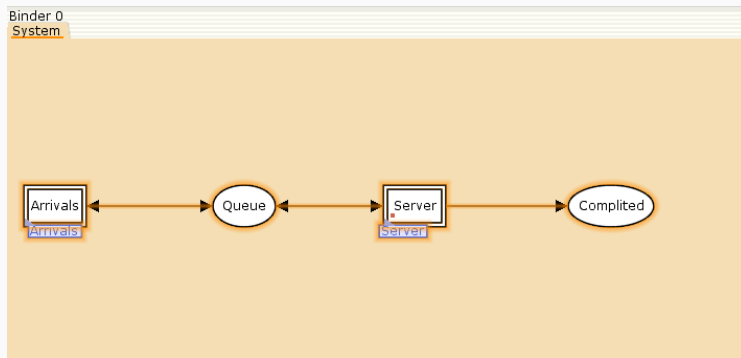 Binder 0
System
Arrivals
Queue
Server
Complited
Arrivals
Server